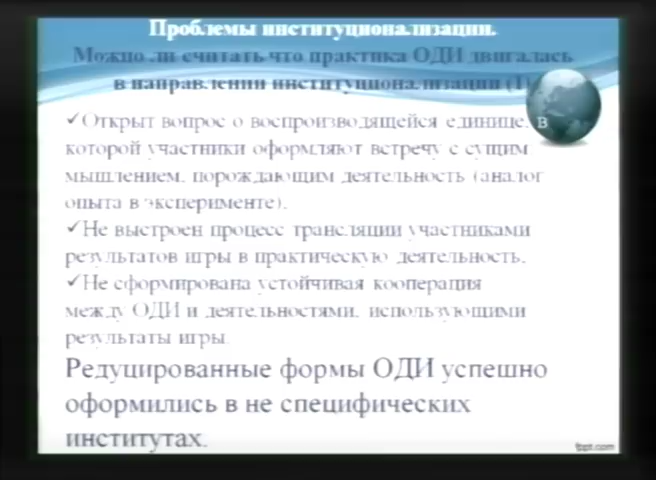 Проблемы институционализации.
Можно ли считать что практика ОДИ двигалась
в направлении институционализации (1)
✓Открыт вопрос о воспроизводящейся единице, в
которой участники оформляют встречу с сущим
мышлением, порождающим деятельность (аналог
опыта в эксперименте).
✓Не выстроен процесс трансляции участниками
результатов игры в практическую деятельность.
✓Не сформирована устойчивая кооперация
между ОДИ и деятельностями, использующими
результаты игры.
Редуцированные формы ОДИ успешно
оформились в не специфических
институтах.
fppt.com